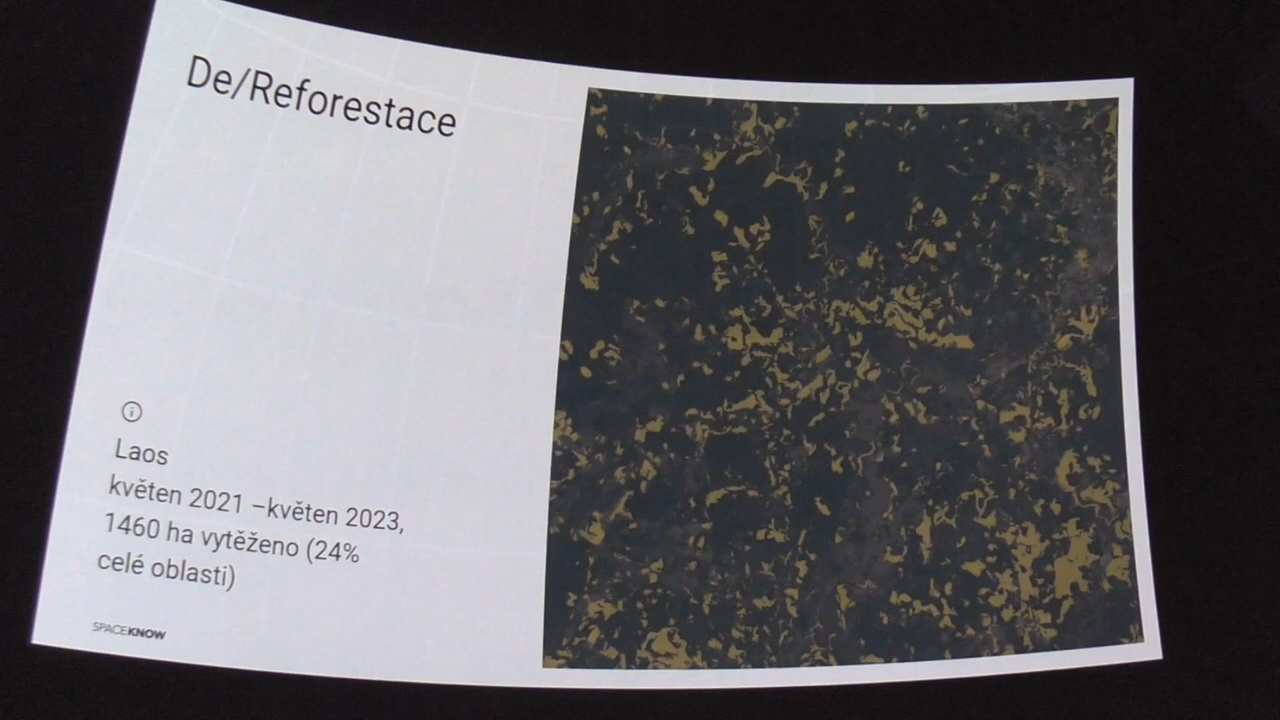 De/Reforestace
Laos
květen 2021 –květen 2023,
1460 ha vytěženo (24%
celé oblasti)
SPACEKNOW